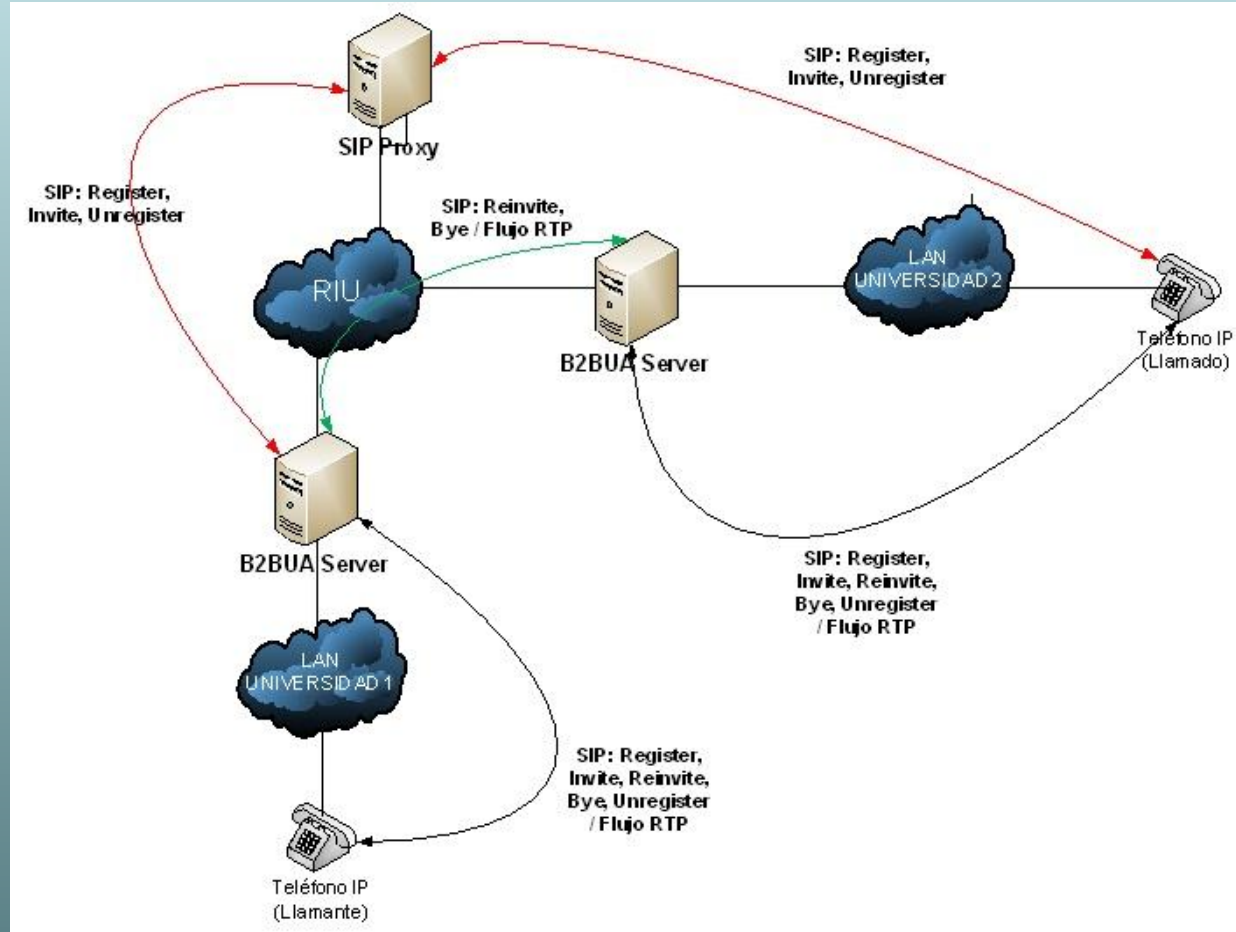 SIP: Register,
Invite, Unregister
SIP Proxy
SIP: Register,
Invite, Unregister
SIP: Reinvite,
Bye / Flujo RTP
RIU
LAN
UNIVERSIDAD 2
B2BUA Server
Teléfono IP
(Llamado)
B2BUA Server
SIP: Register,
Invite, Reinvite,
Bye, Unregister
/ Flujo RTP
LAN
UNIVERSIDAD 1
SIP: Register,
Invite, Reinvite,
Bye, Unregister
/ Flujo RTP
Teléfono IP
(Llamante)